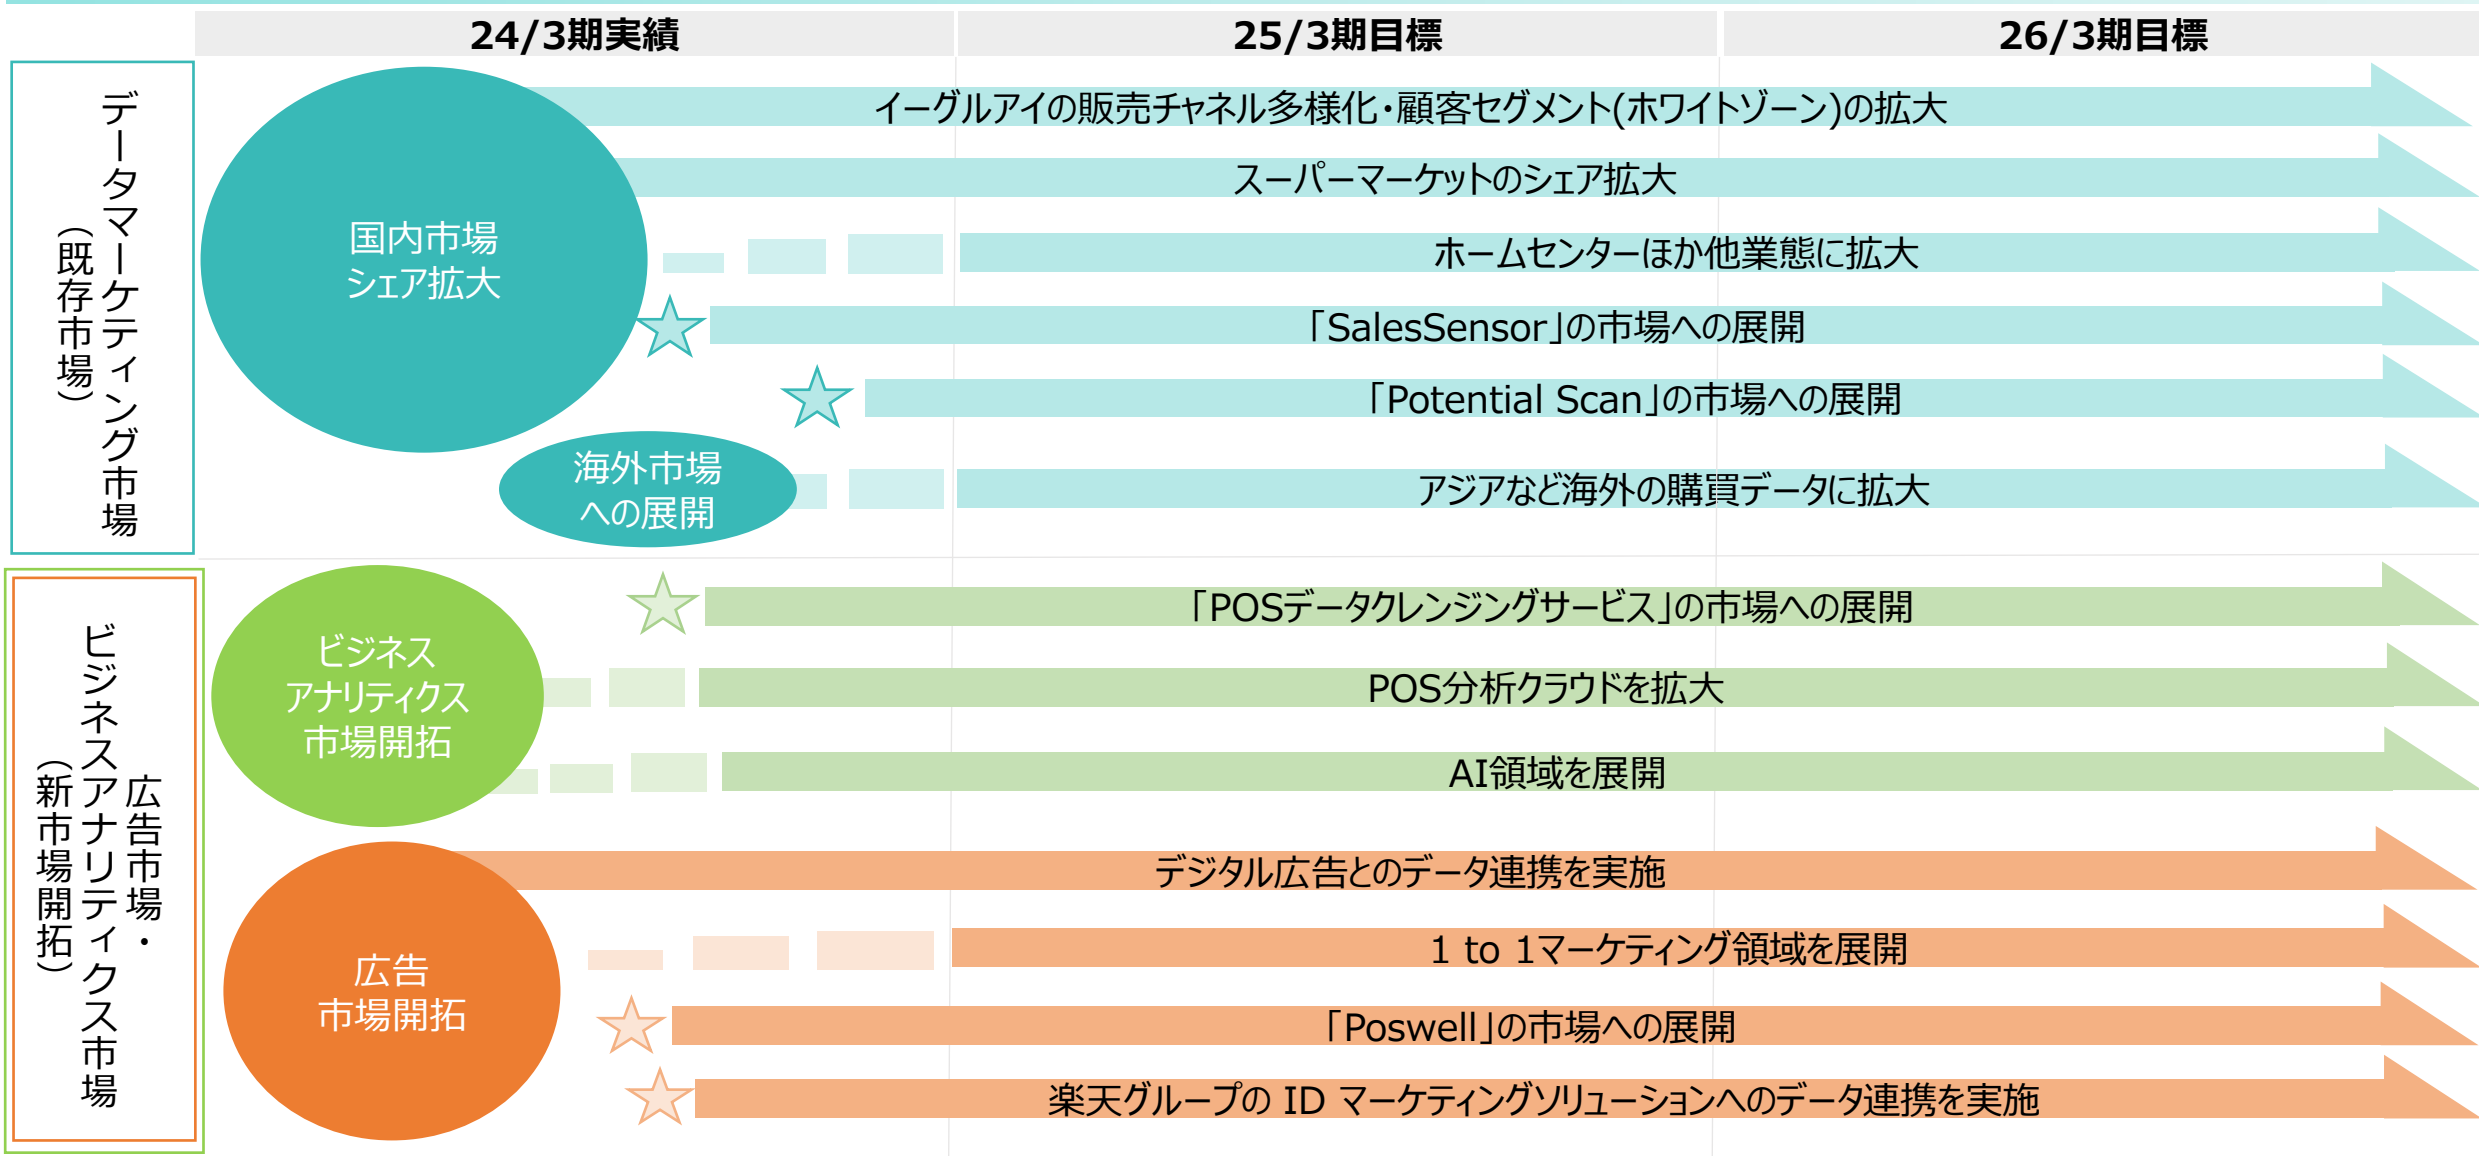 24/3期実績
25/3期目標
26/3期目標
データマーケティング市場
（既存市場）
国内市場
シェア拡大
イーグルアイの販売チャネル多様化・顧客セグメント(ホワイトゾーン)の拡大
スーパーマーケットのシェア拡大
ホームセンターほか他業態に拡大
「SalesSensor」の市場への展開
「Potential Scan」の市場への展開
海外市場
への展開
アジアなど海外の購買データに拡大
広告市場・
ビジネスアナリティクス市場
（新市場開拓）
ビジネス
アナリティクス
市場開拓
「POSデータクレンジングサービス」の市場への展開
POS分析クラウドを拡大
AI領域を展開
広告
市場開拓
デジタル広告とのデータ連携を実施
1 to 1マーケティング領域を展開
「Poswell」の市場への展開
楽天グループの ID マーケティングソリューションへのデータ連携を実施